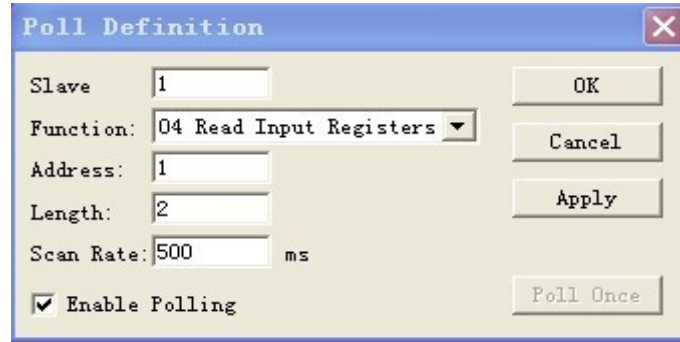 Poll Definition
Slave 1
Function: 04 Read Input Registers
Address: 1
Length: 2
Scan Rate: 500 ms
Enable Polling
OK
Cancel
Apply
Poll Once